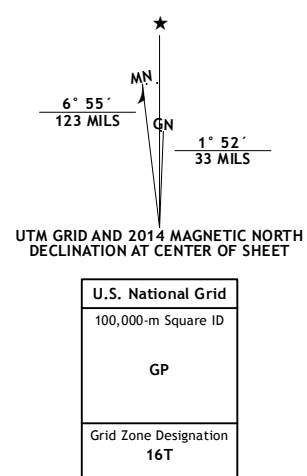 ★
MN
6° 55´
123 MILS
GN
1° 52´
33 MILS
UTM GRID AND 2014 MAGNETIC NORTH
DECLINATION AT CENTER OF SHEET
U.S. National Grid
100,000-m Square ID
GP
Grid Zone Designation
16T